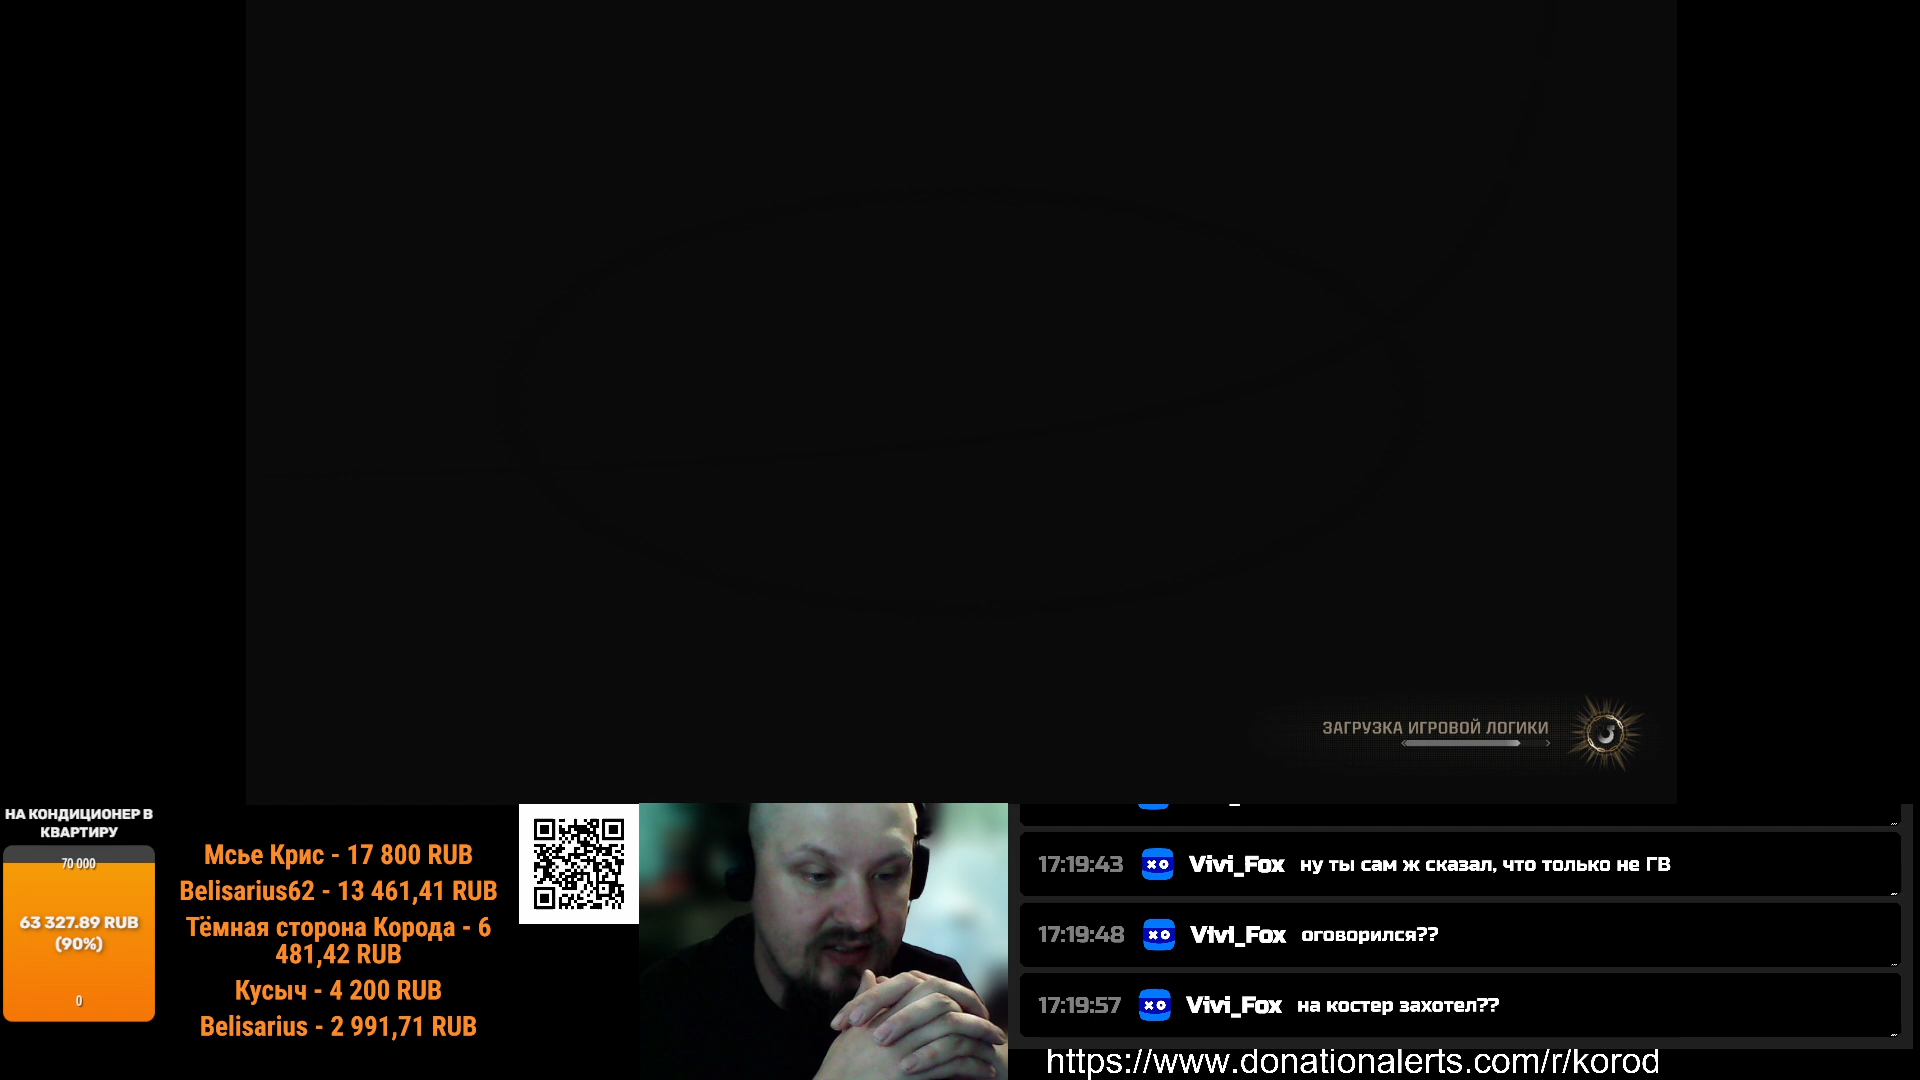 ЗАГРУЗКА ИГРОВОЙ ЛОГИКИ
НА КОНДИЦИОНЕР В
КВАРТИРУ
70 000
63 327.89 RUB
(90%)
0
Мсье Крис - 17 800 RUB
Belisarius62 - 13 461,41 RUB
Тёмная сторона Корода - 6
481,42 RUB
Кусыч - 4 200 RUB
Belisarius - 2 991,71 RUB
17:19:43 Vivi_Fox ну ты сам ж сказал, что только не ГВ
17:19:48 Vivi_Fox оговорился??
17:19:57 Vivi_Fox на костер захотел??
https://www.donationalerts.com/r/korod